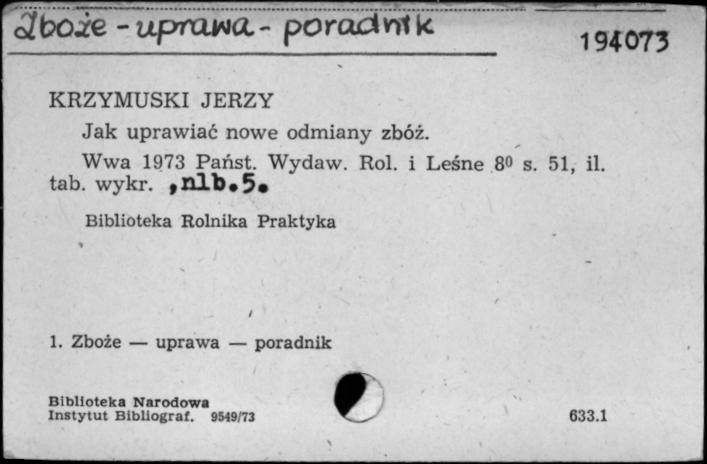 Zboże - uprawa - poradnik
194073
KRZYMUSKI JERZY
Jak uprawiać nowe odmiany zbóż.
Wwa 1973 Państ. Wydaw. Rol. i Leśne 8⁰ s. 51, il.
tab. wykr. ,nlb.5.
Biblioteka Rolnika Praktyka
1. Zboże — uprawa — poradnik
Biblioteka Narodowa
Instytut Bibliograf. 9549/73
633.1